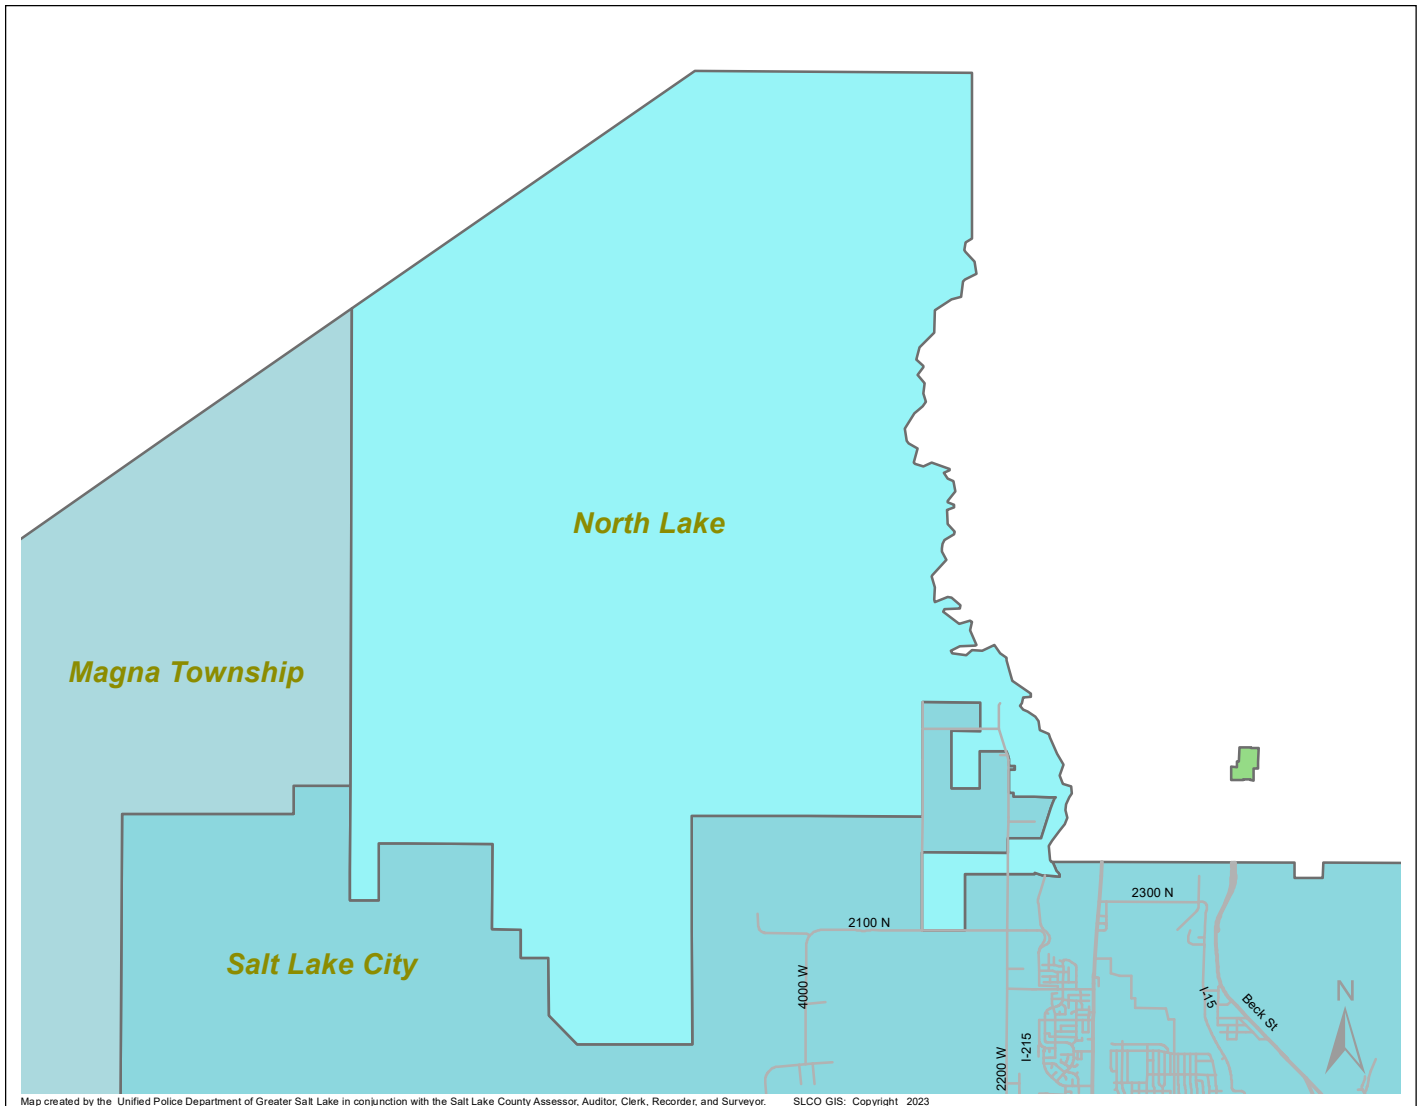 North Lake
Magna Township
2300 N
2100 N
Salt Lake City
4000 W
I-15
Beck St
N
I-215
2200 W
Map created by the Unified Police Department of Greater Salt Lake in conjunction with the Salt Lake County Assessor, Auditor, Clerk, Recorder, and Surveyor. SLCO GIS: Copyright 2023